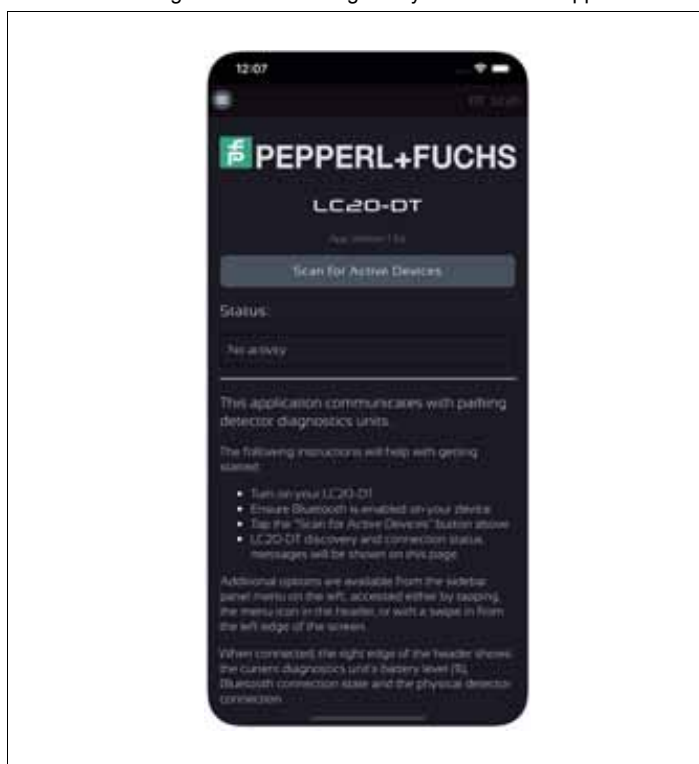 12:07
PEPPERL+FUCHS
LC20-DT
Scan for Active Devices
Status:
No activity
This application communicates with parking
detector diagnostics units.
The following instructions will help with getting
started:
Turn on your LC20-DT
Ensure Bluetooth is enabled on your device
Tap the "Scan for Active Devices" button above
LC20-DT discovery and connection status
messages will be shown on this page
Additional options are available from the sidebar
panel menu on the left, accessed either by tapping
the menu icon in the header, or with a swipe in from
the left edge of the screen.
When connected, the right edge of the header shows
the current diagnostics unit's battery level (%),
Bluetooth connection state and the physical detector
connection.